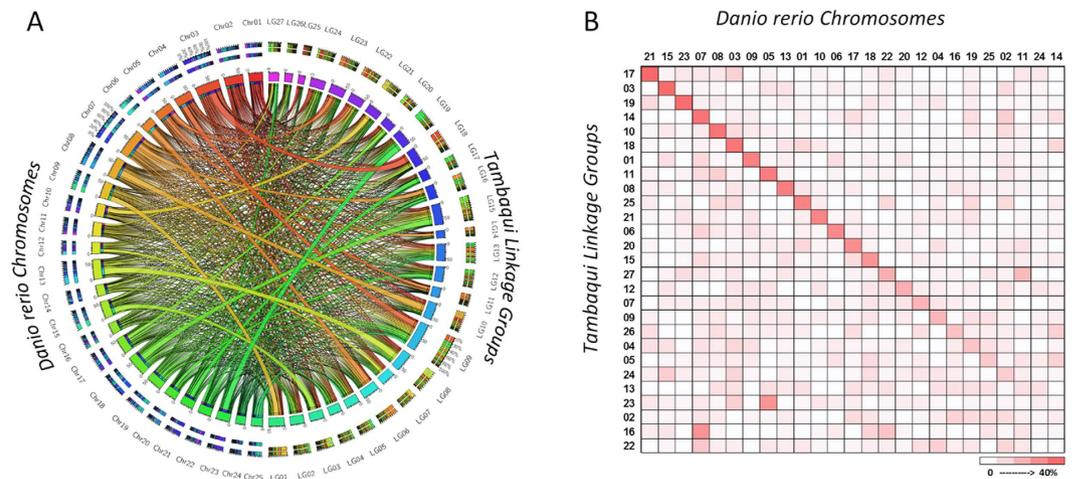 A
Chr01
Chr02
Chr03
Chr04
Chr05
Chr06
Chr07
Chr08
Chr09
Chr10
Chr11
Chr12
Chr13
Chr14
Chr15
Chr16
Chr17
Chr18
Chr19
Chr20
Chr21
Chr22
Chr23
Chr24
Chr25
LG27
LG26
LG25
LG24
LG23
LG22
LG21
LG20
LG19
LG18
LG17
LG16
LG15
LG14
LG13
LG12
LG11
LG10
LG09
LG08
LG07
LG06
LG05
LG04
LG03
LG02
LG01
Danio rerio Chromosomes
Tambaqui Linkage Groups
B
Danio rerio Chromosomes
21 15 23 07 08 03 09 05 13 01 10 06 17 18 22 20 12 04 16 19 25 02 11 24 14
Tambaqui Linkage Groups
17
03
19
14
10
18
01
11
08
25
21
06
20
15
27
12
07
09
26
04
05
24
13
23
02
16
22
0 ----------> 40%